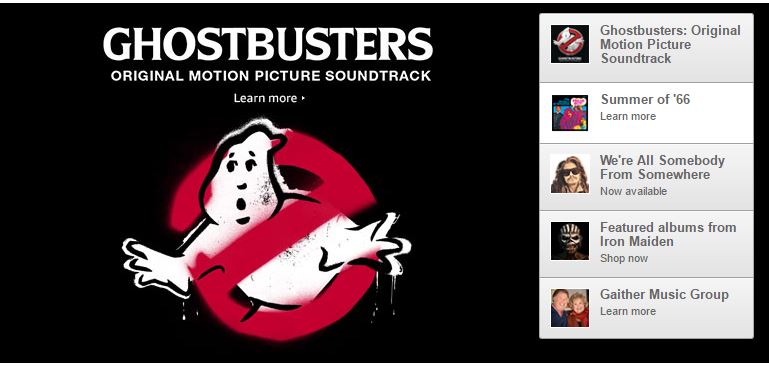 GHOSTBUSTERS
ORIGINAL MOTION PICTURE SOUNDTRACK
Learn more
Ghostbusters: Original
Motion Picture
Soundtrack
Summer of '66
Learn more
We're All Somebody
From Somewhere
Now available
Featured albums from
Iron Maiden
Shop now
Gaither Music Group
Learn more